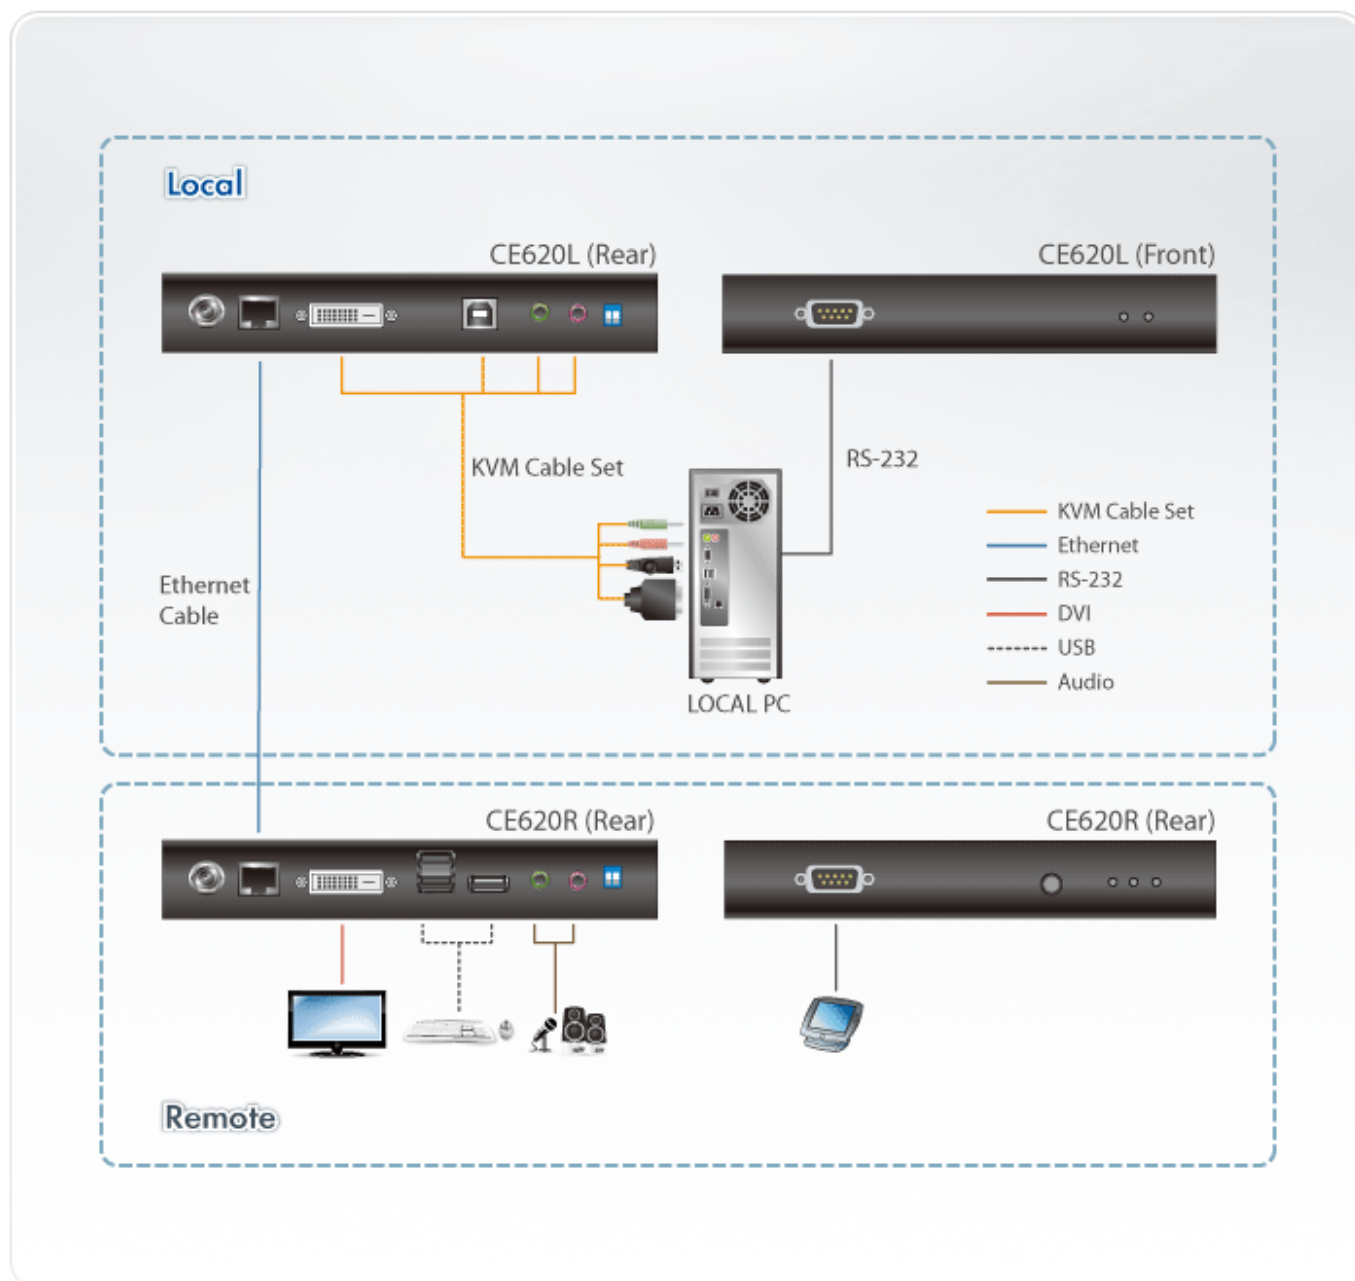 Local
CE620L (Rear)
CE620L (Front)
KVM Cable Set
RS-232
KVM Cable Set
Ethernet
RS-232
DVI
USB
Audio
Ethernet
Cable
LOCAL PC
CE620R (Rear)
CE620R (Rear)
Remote